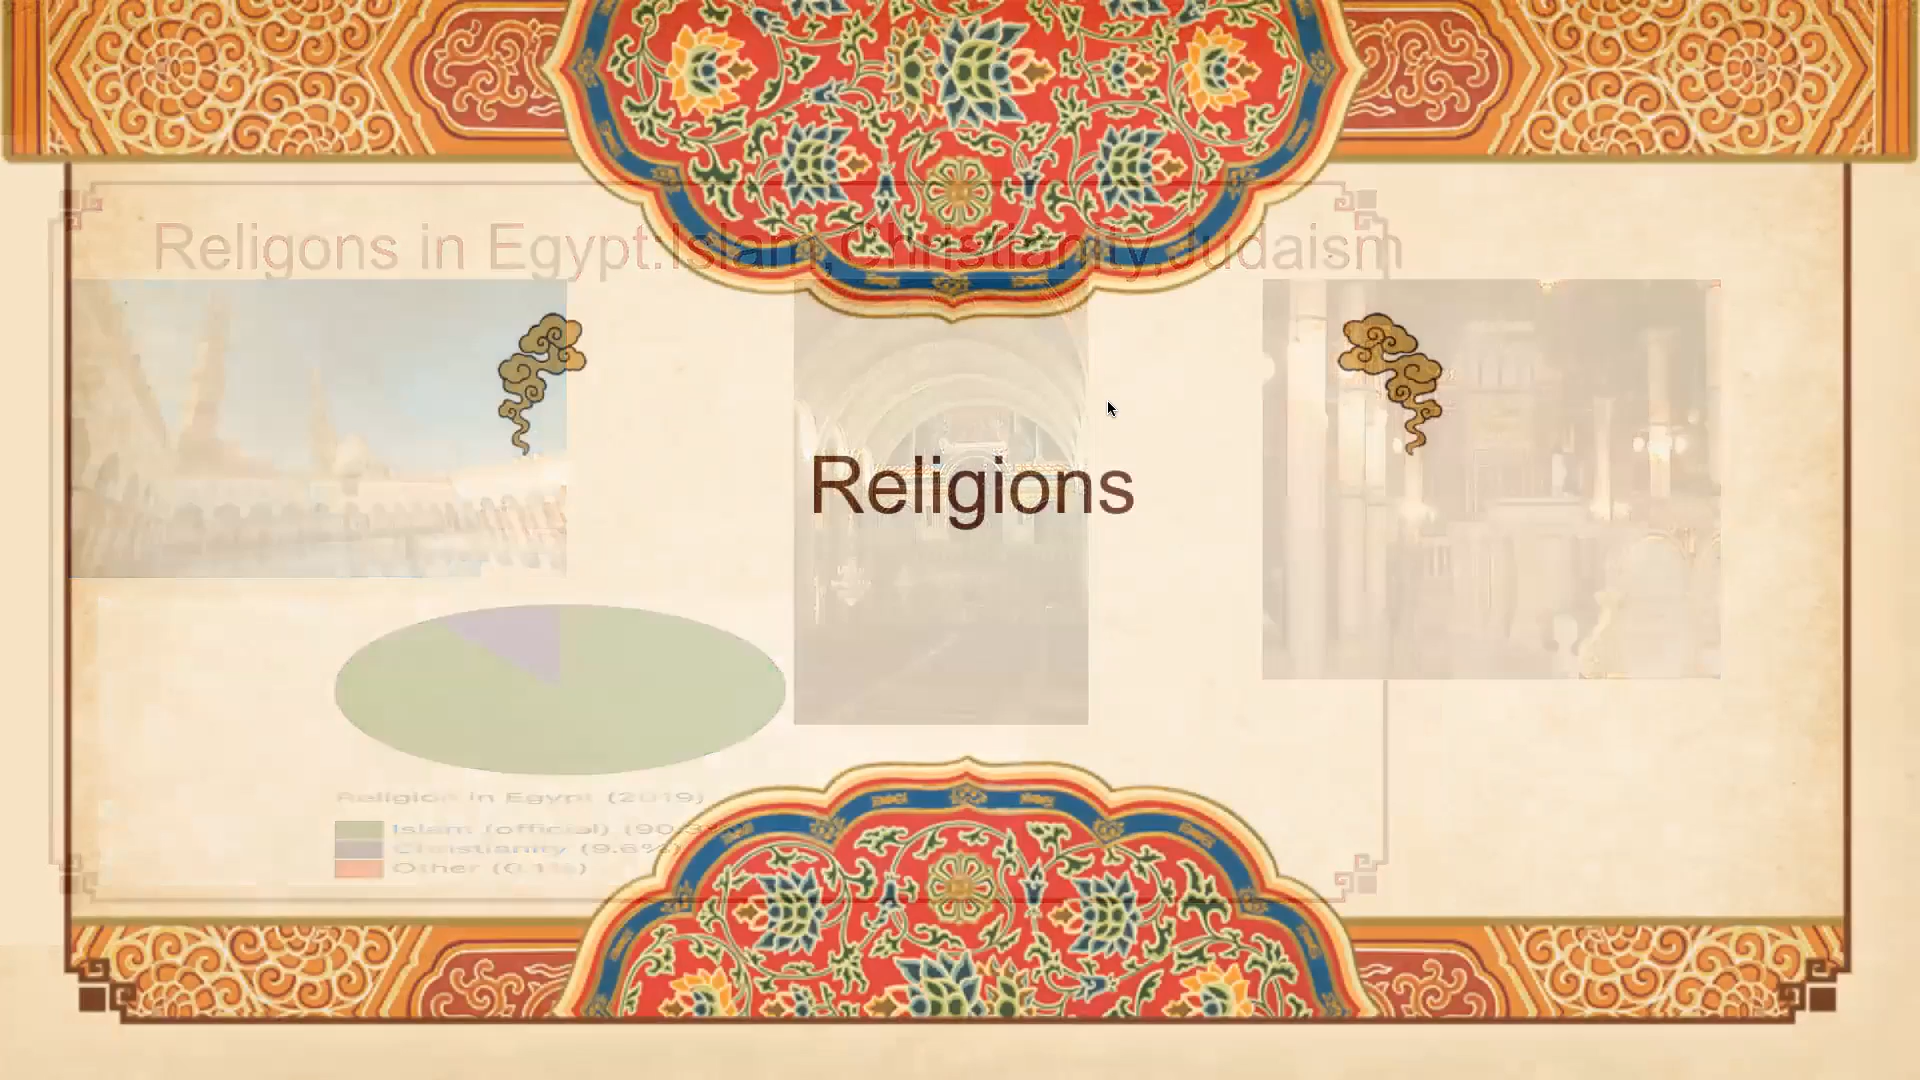 Religons in Egypt:Islam, Christianity,Judaism
Religions
Religion in Egypt (2019)
Islam (official) (90.3%)
Christianity (9.6%)
Other (0.1%)